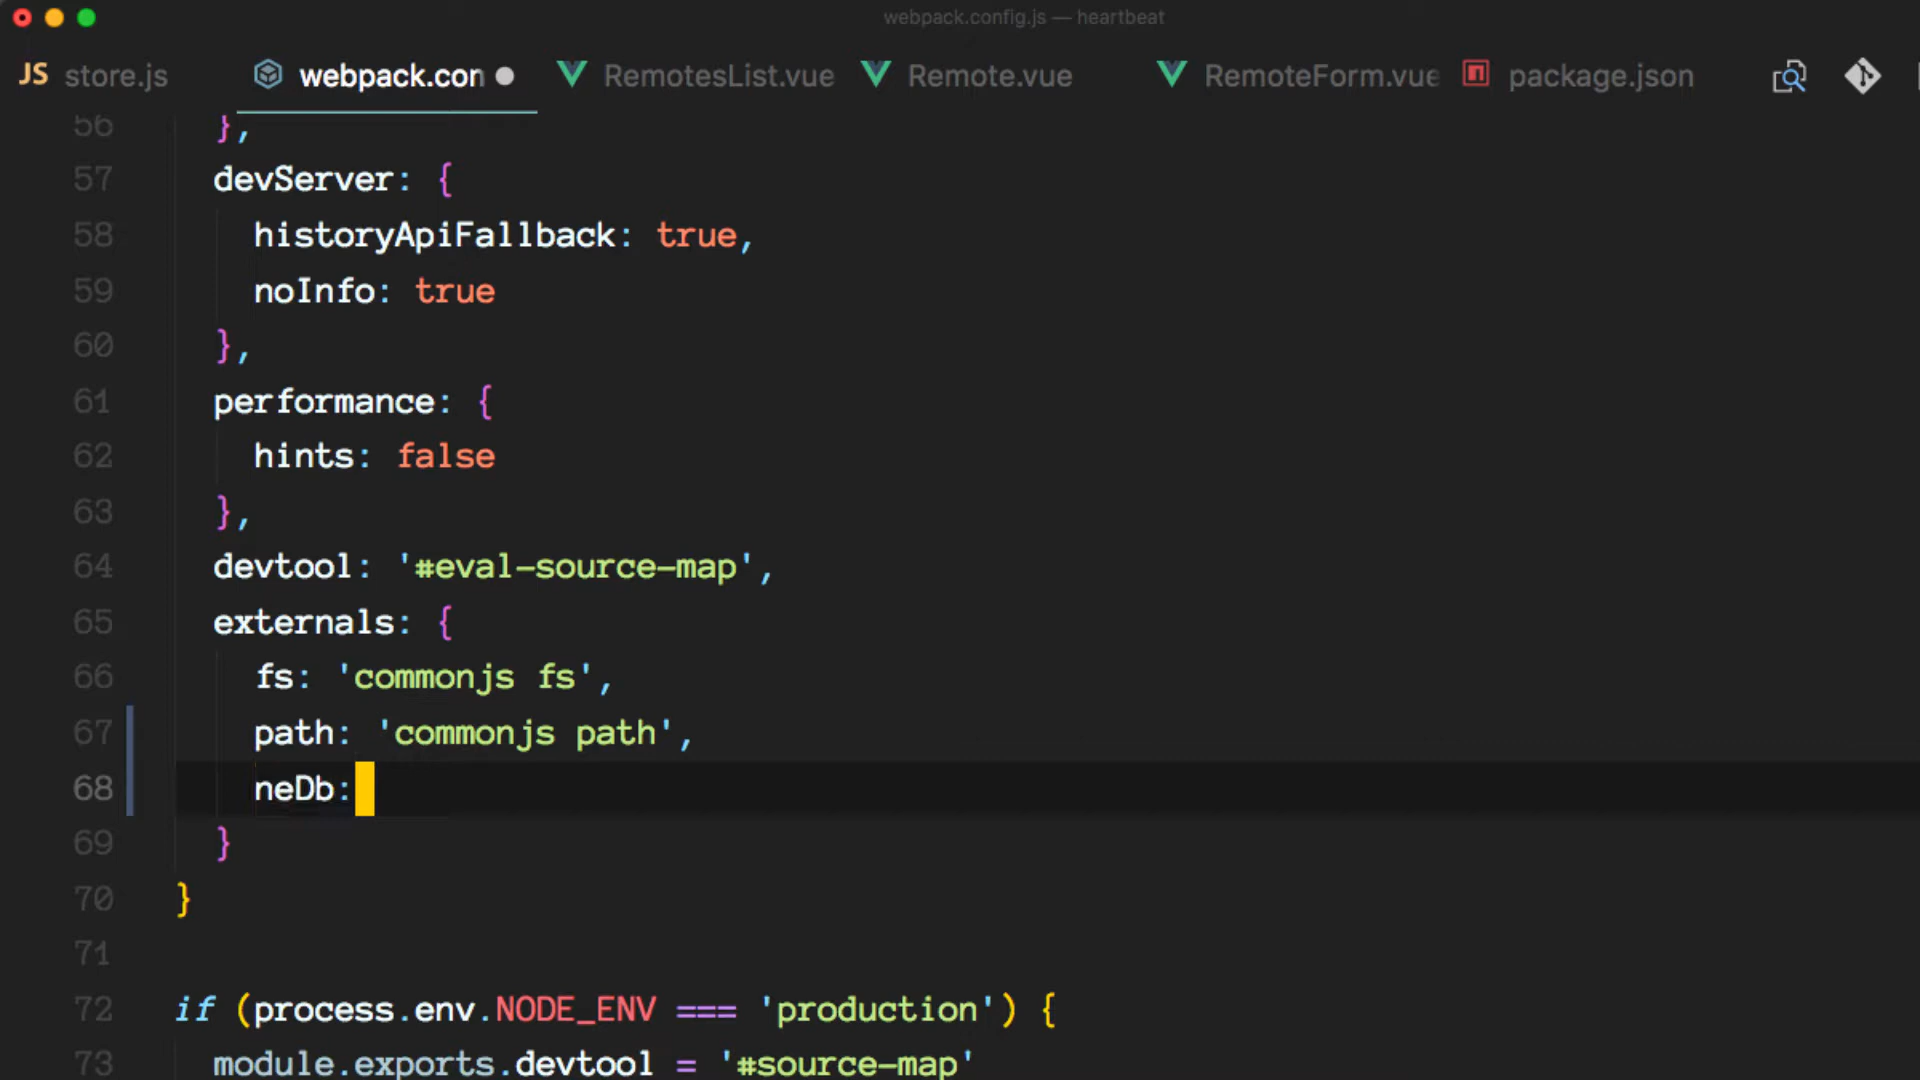 webpack.config.js — heartbeat
JS store.js webpack.con RemotesList.vue Remote.vue RemoteForm.vue package.json
56 },
57 devServer: {
58 historyApiFallback: true,
59 noInfo: true
60 },
61 performance: {
62 hints: false
63 },
64 devtool: '#eval-source-map',
65 externals: {
66 fs: 'commonjs fs',
67 path: 'commonjs path',
68 neDb:
69 }
70 }
71
72 if (process.env.NODE_ENV === 'production') {
73 module.exports.devtool = '#source-map'